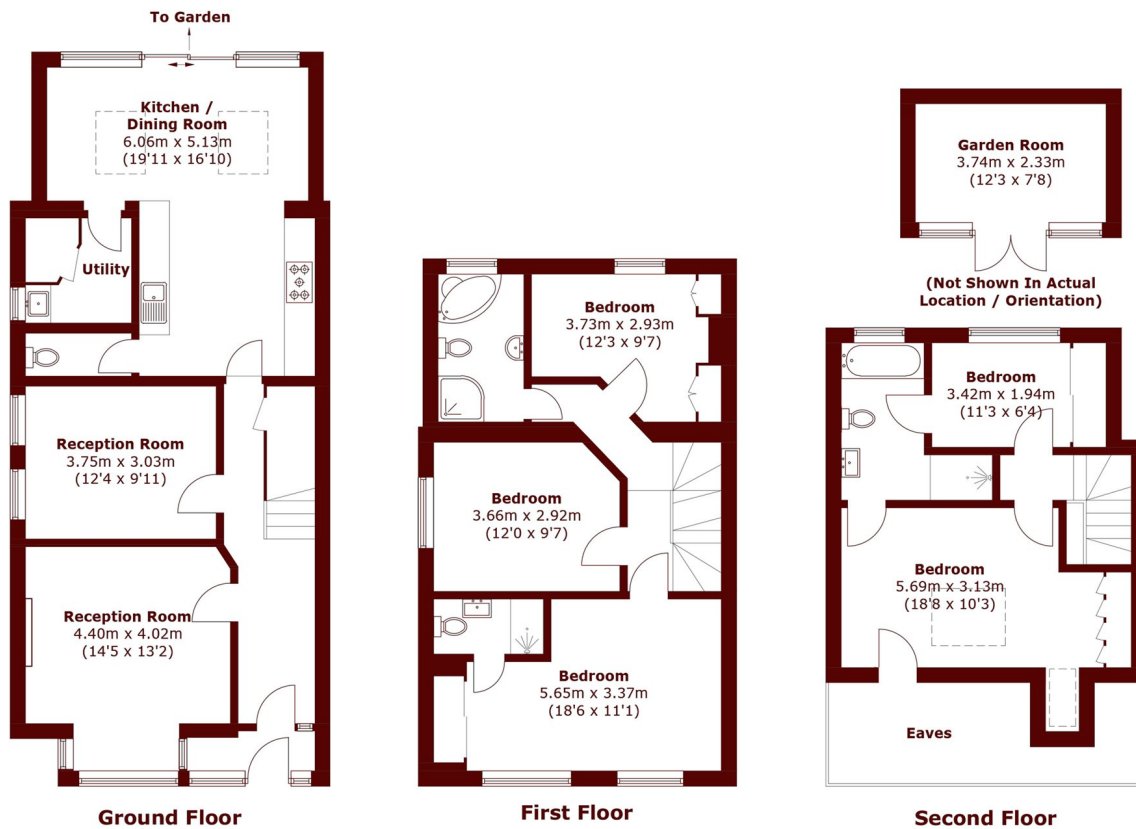 To Garden
Kitchen /
Dining Room
6.06m x 5.13m
(19'11 x 16'10)
Utility
Reception Room
3.75m x 3.03m
(12'4 x 9'11)
Reception Room
4.40m x 4.02m
(14'5 x 13'2)
Ground Floor
Bedroom
3.73m x 2.93m
(12'3 x 9'7)
Bedroom
3.66m x 2.92m
(12'0 x 9'7)
Bedroom
5.65m x 3.37m
(18'6 x 11'1)
First Floor
Garden Room
3.74m x 2.33m
(12'3 x 7'8)
(Not Shown In Actual
Location / Orientation)
Bedroom
3.42m x 1.94m
(11'3 x 6'4)
Bedroom
5.69m x 3.13m
(18'8 x 10'3)
Eaves
Second Floor